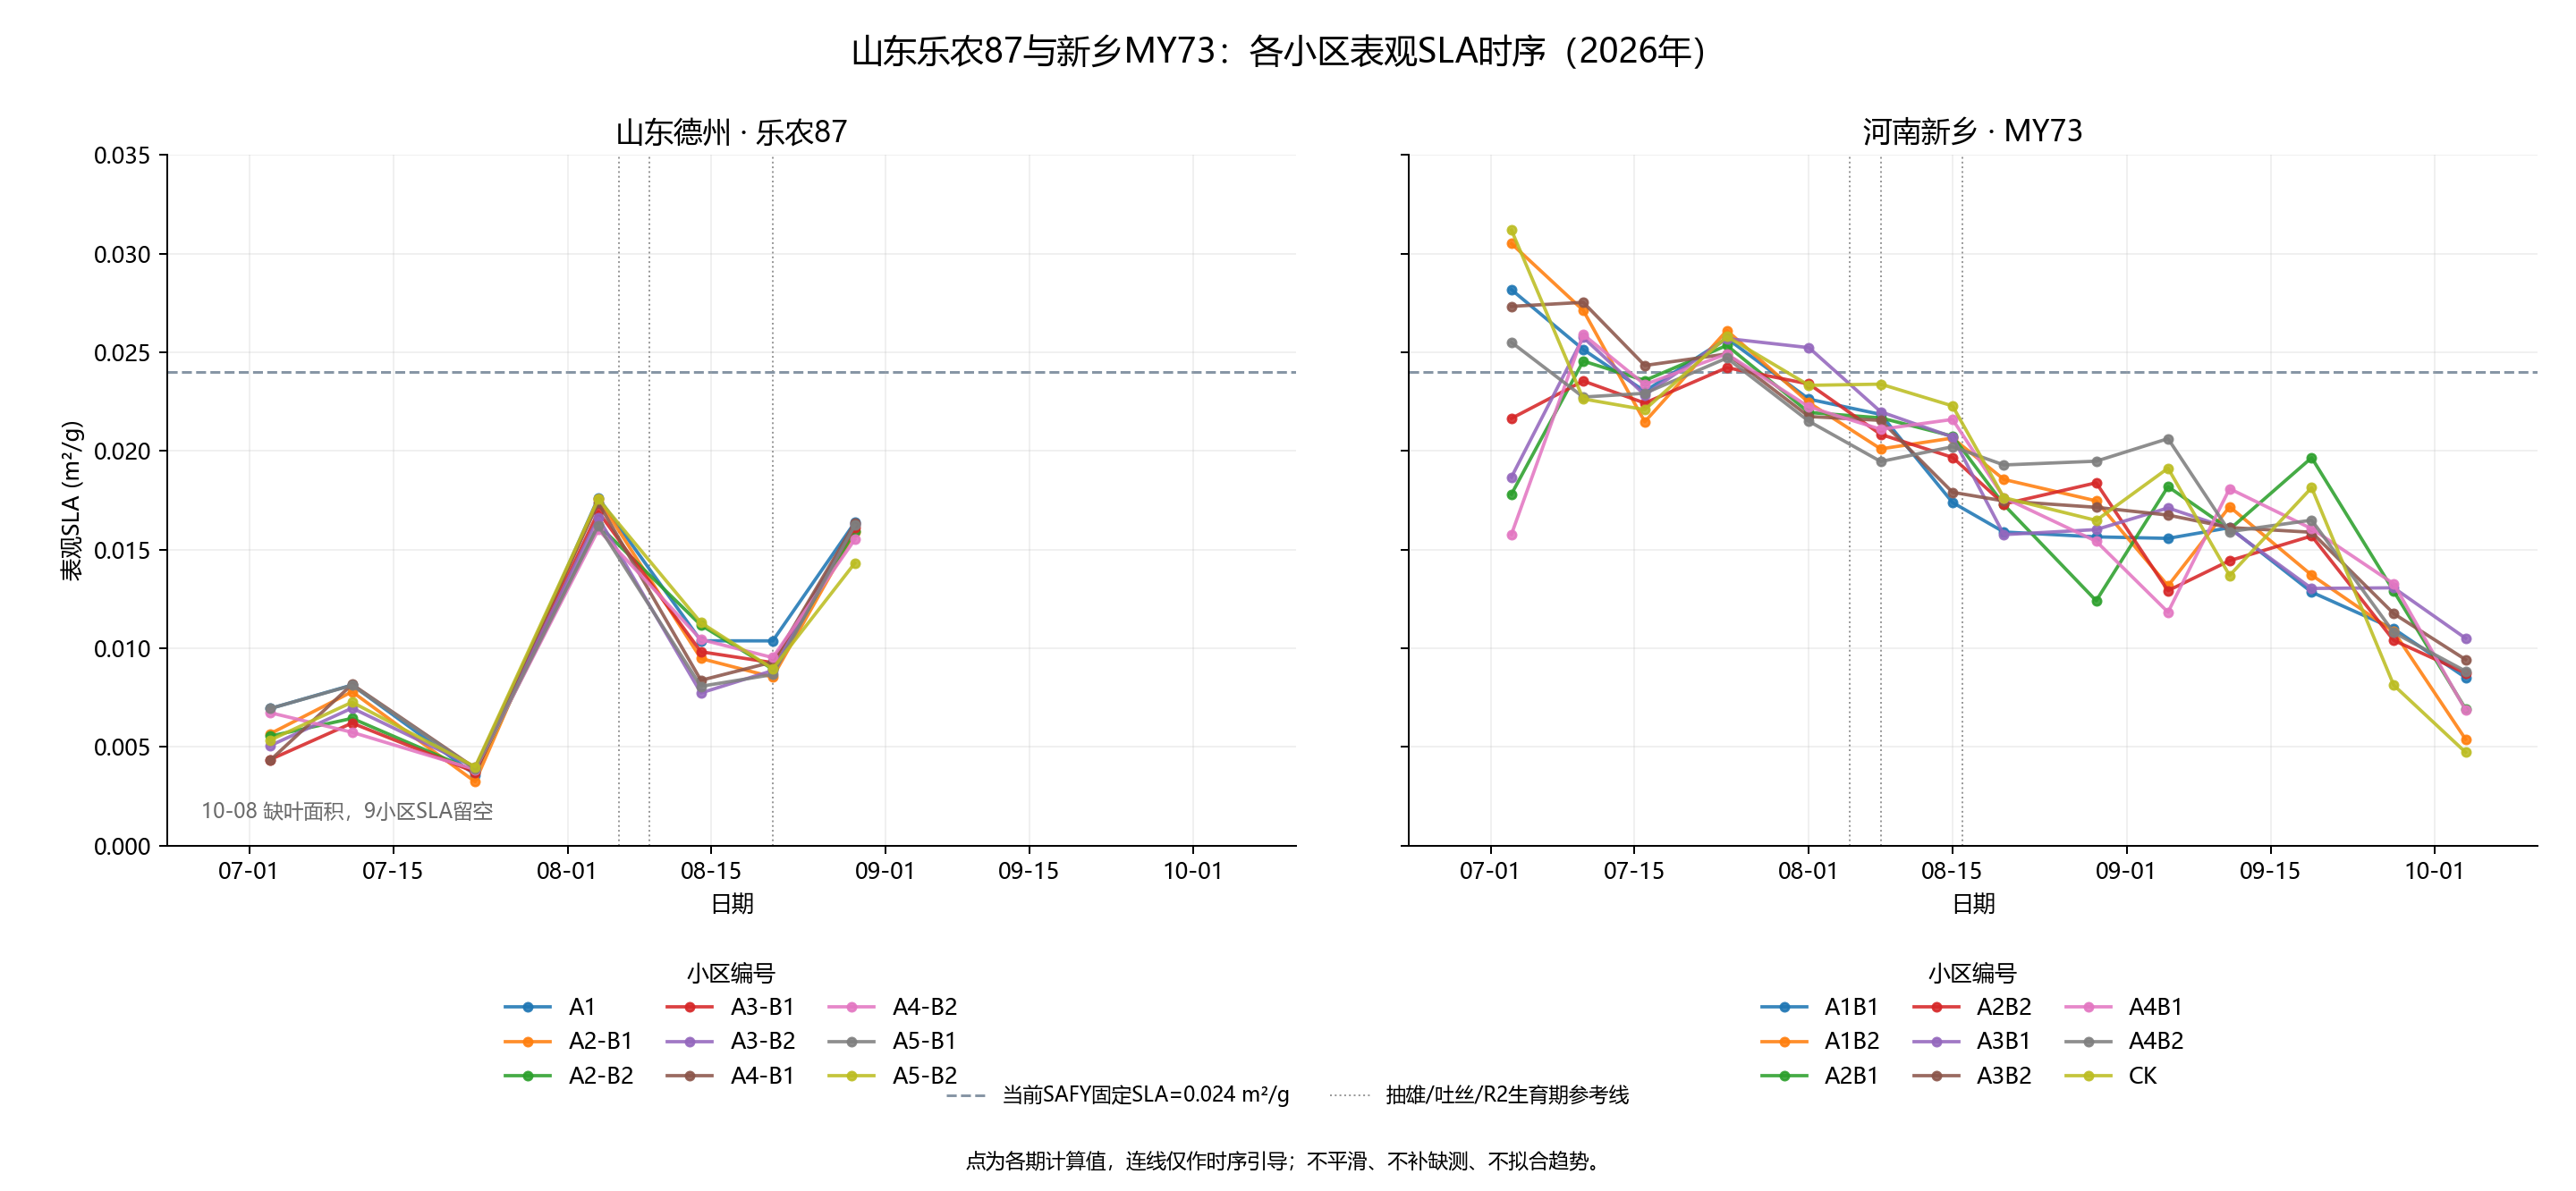 山东乐农87与新乡MY73：各小区表观SLA时序（2026年）
山东德州 · 乐农87
河南新乡 · MY73
表观SLA (m²/g)
0.035
0.030
0.025
0.020
0.015
0.010
0.005
0.000
10-08 缺叶面积，9小区SLA留空
07-01 07-15 08-01 08-15 09-01 09-15 10-01
07-01 07-15 08-01 08-15 09-01 09-15 10-01
日期
日期
小区编号
A1 A3-B1 A4-B2
A2-B1 A3-B2 A5-B1
A2-B2 A4-B1 A5-B2
小区编号
A1B1 A2B2 A4B1
A1B2 A3B1 A4B2
A2B1 A3B2 CK
当前SAFY固定SLA=0.024 m²/g 抽雄/吐丝/R2生育期参考线
点为各期计算值，连线仅作时序引导；不平滑、不补缺测、不拟合趋势。